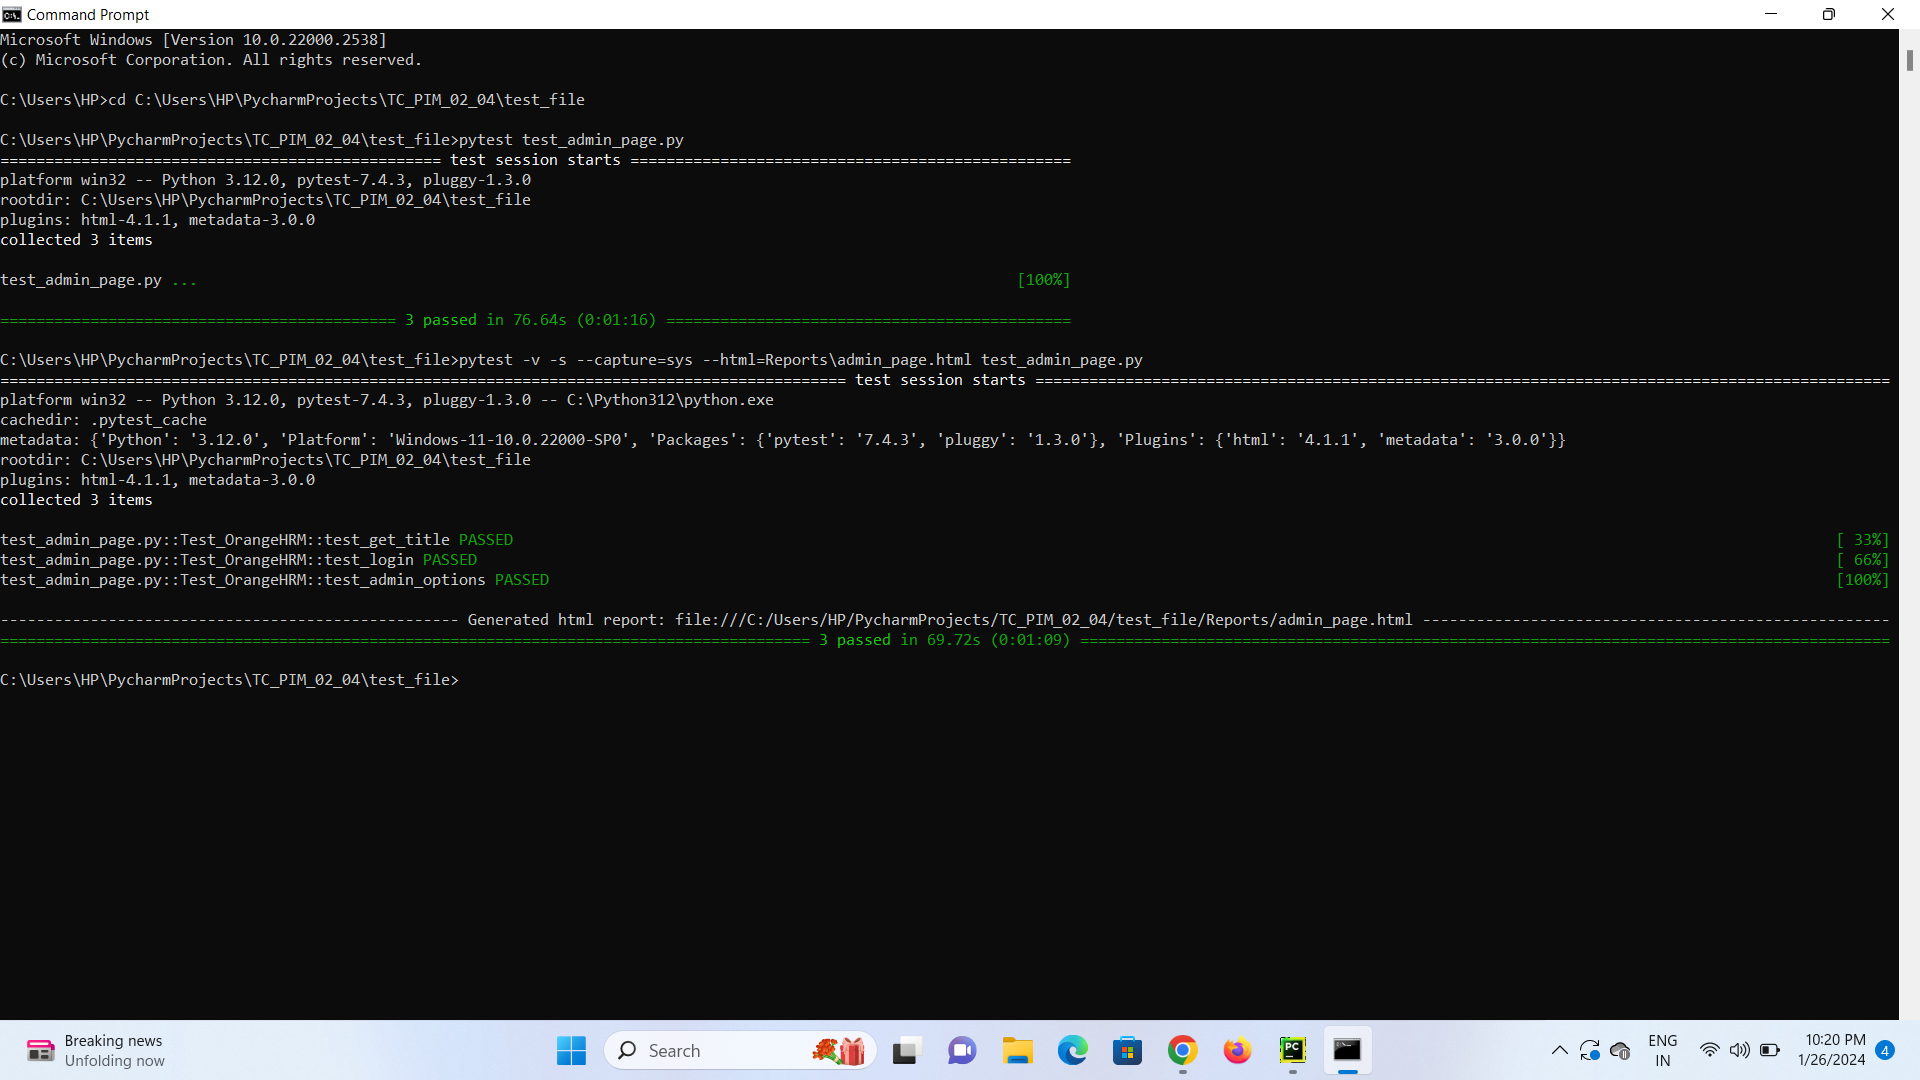 Command Prompt
Microsoft Windows [Version 10.0.22000.2538]
(c) Microsoft Corporation. All rights reserved.
C:\Users\HP>cd C:\Users\HP\PycharmProjects\TC_PIM_02_04\test_file
C:\Users\HP\PycharmProjects\TC_PIM_02_04\test_file>pytest test_admin_page.py
================================================= test session starts =================================================
platform win32 -- Python 3.12.0, pytest-7.4.3, pluggy-1.3.0
rootdir: C:\Users\HP\PycharmProjects\TC_PIM_02_04\test_file
plugins: html-4.1.1, metadata-3.0.0
collected 3 items
test_admin_page.py ... [100%]
============================================ 3 passed in 76.64s (0:01:16) =============================================
C:\Users\HP\PycharmProjects\TC_PIM_02_04\test_file>pytest -v -s --capture=sys --html=Reports\admin_page.html test_admin_page.py
============================================================================================== test session starts ===============================================================================================
platform win32 -- Python 3.12.0, pytest-7.4.3, pluggy-1.3.0 -- C:\Python312\python.exe
cachedir: .pytest_cache
metadata: {'Python': '3.12.0', 'Platform': 'Windows-11-10.0.22000-SP0', 'Packages': {'pytest': '7.4.3', 'pluggy': '1.3.0'}, 'Plugins': {'html': '4.1.1', 'metadata': '3.0.0'}}
rootdir: C:\Users\HP\PycharmProjects\TC_PIM_02_04\test_file
plugins: html-4.1.1, metadata-3.0.0
collected 3 items
test_admin_page.py::Test_OrangeHRM::test_get_title PASSED [ 33%]
test_admin_page.py::Test_OrangeHRM::test_login PASSED [ 66%]
test_admin_page.py::Test_OrangeHRM::test_admin_options PASSED [100%]
--------------------------------------------------- Generated html report: file:///C:/Users/HP/PycharmProjects/TC_PIM_02_04/test_file/Reports/admin_page.html ----------------------------------------------------
========================================================================================== 3 passed in 69.72s (0:01:09) ==========================================================================================
C:\Users\HP\PycharmProjects\TC_PIM_02_04\test_file>
Breaking news
Unfolding now
Search
PC
ENG
IN
10:20 PM
1/26/2024
4